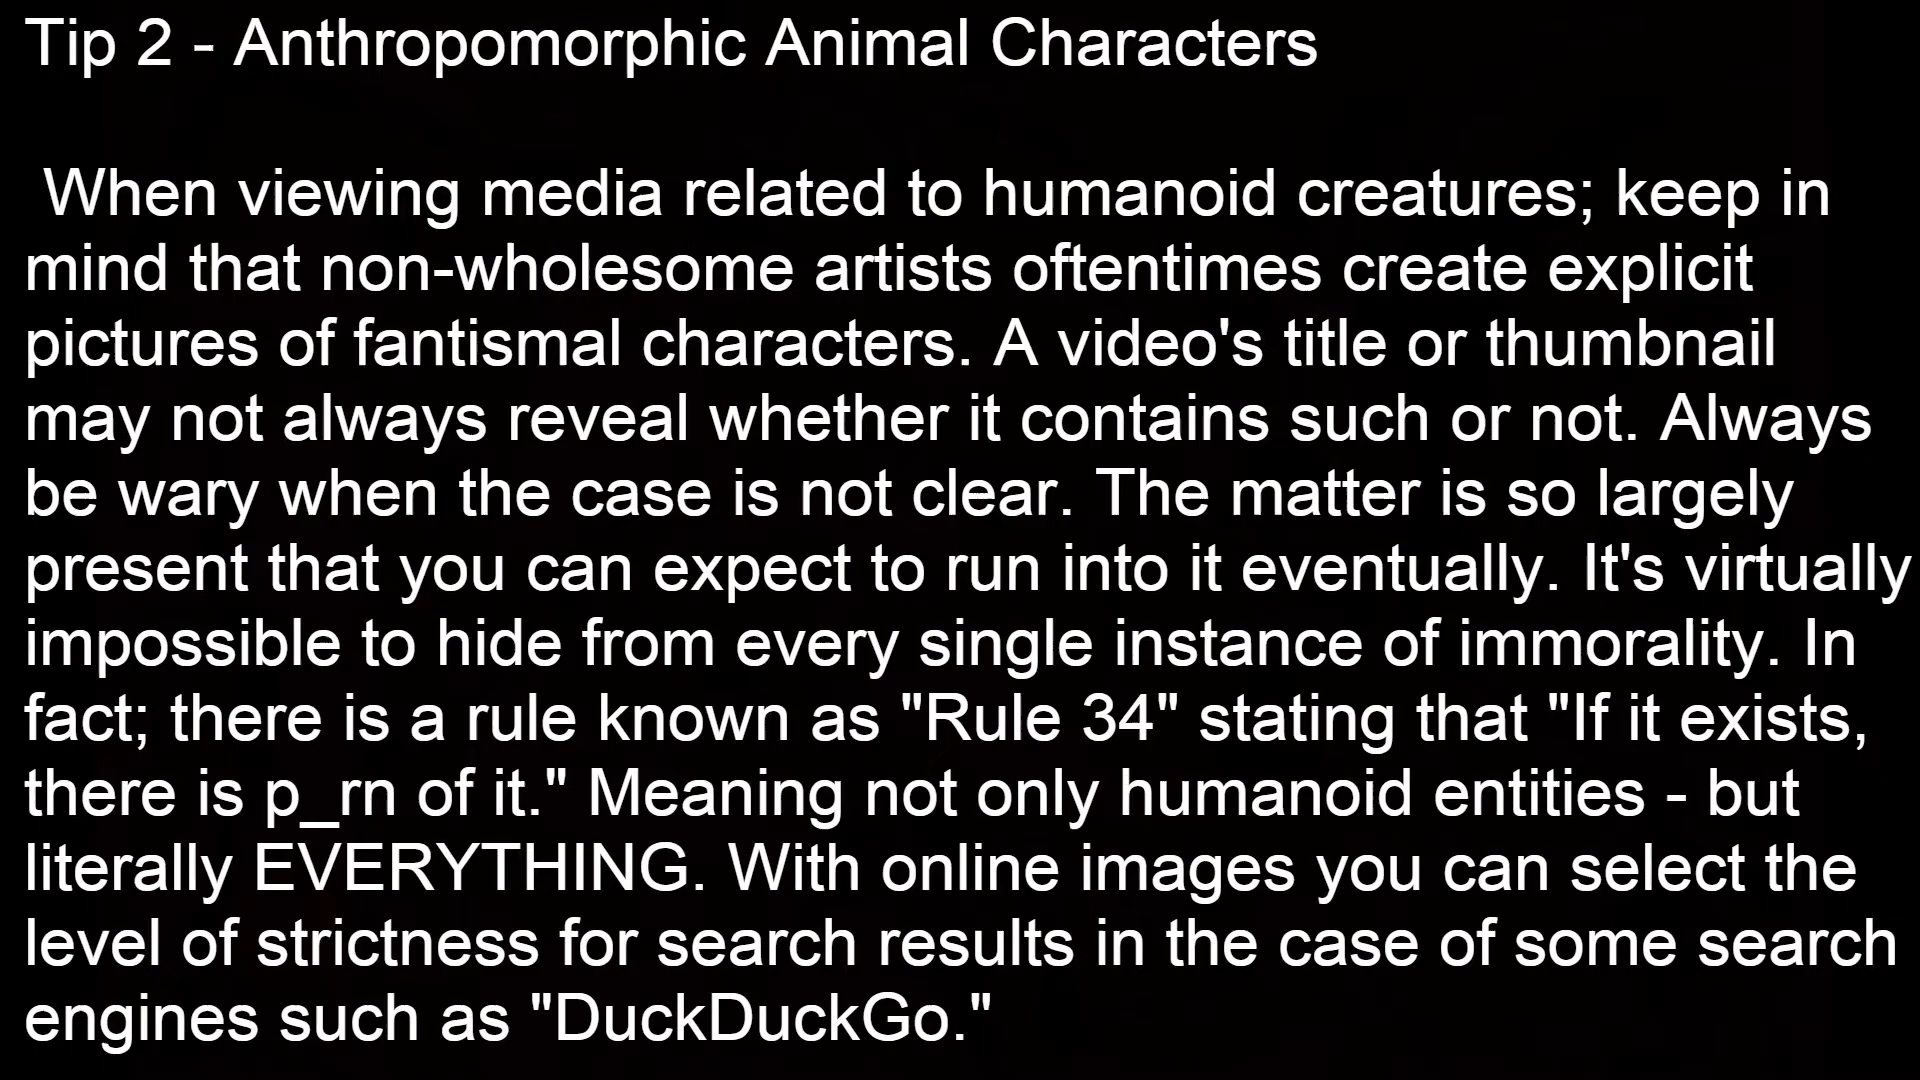 Tip 2 - Anthropomorphic Animal Characters
When viewing media related to humanoid creatures; keep in
mind that non-wholesome artists oftentimes create explicit
pictures of fantismal characters. A video's title or thumbnail
may not always reveal whether it contains such or not. Always
be wary when the case is not clear. The matter is so largely
present that you can expect to run into it eventually. It's virtually
impossible to hide from every single instance of immorality. In
fact; there is a rule known as "Rule 34" stating that "If it exists,
there is p_rn of it." Meaning not only humanoid entities - but
literally EVERYTHING. With online images you can select the
level of strictness for search results in the case of some search
engines such as "DuckDuckGo."